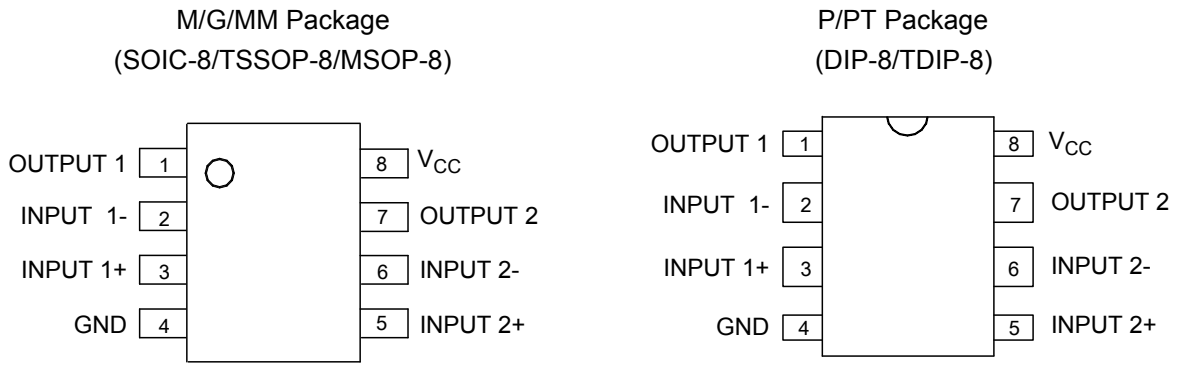 M/G/MM Package
(SOIC-8/TSSOP-8/MSOP-8)
OUTPUT 1 1 8 VCC
INPUT 1- 2 7 OUTPUT 2
INPUT 1+ 3 6 INPUT 2-
GND 4 5 INPUT 2+
P/PT Package
(DIP-8/TDIP-8)
OUTPUT 1 1 8 VCC
INPUT 1- 2 7 OUTPUT 2
INPUT 1+ 3 6 INPUT 2-
GND 4 5 INPUT 2+